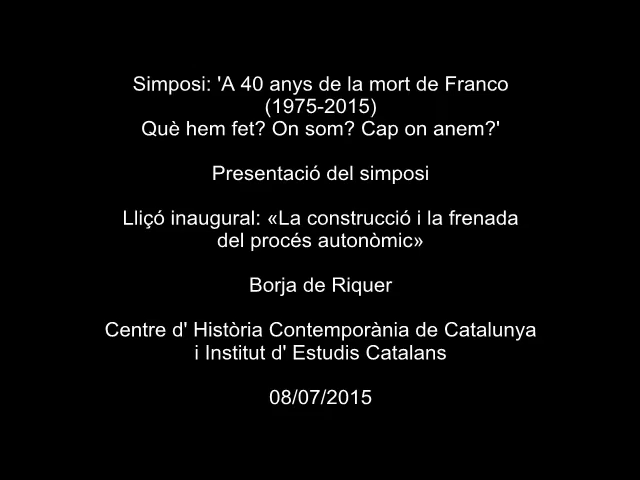 Simposi: 'A 40 anys de la mort de Franco
(1975-2015)
Què hem fet? On som? Cap on anem?'
Presentació del simposi
Lliçó inaugural: «La construcció i la frenada
del procés autonòmic»
Borja de Riquer
Centre d' Història Contemporània de Catalunya
i Institut d' Estudis Catalans
08/07/2015